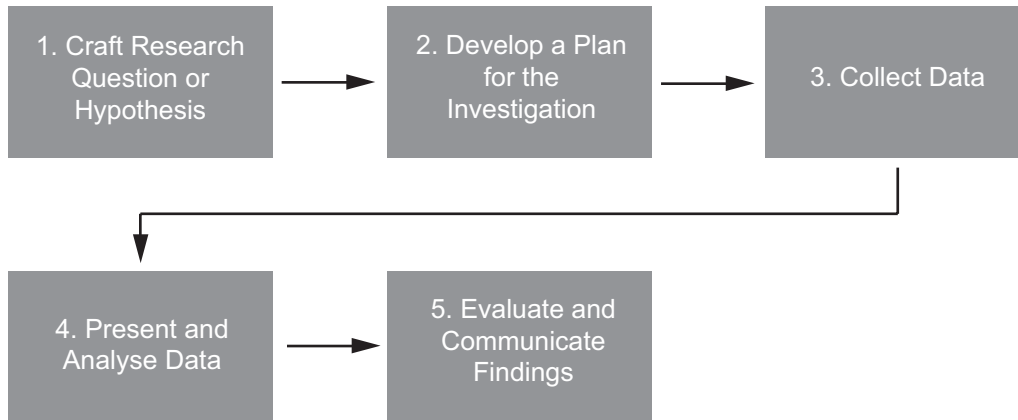 1. Craft Research
Question or
Hypothesis
2. Develop a Plan
for the
Investigation
3. Collect Data
4. Present and
Analyse Data
5. Evaluate and
Communicate
Findings